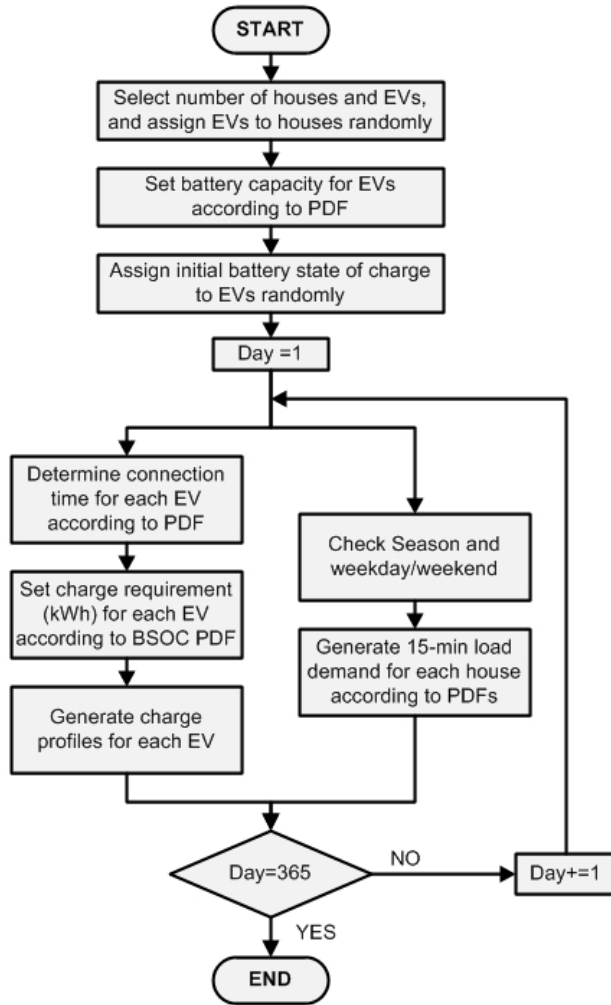 START
Select number of houses and EVs,
and assign EVs to houses randomly
Set battery capacity for EVs
according to PDF
Assign initial battery state of charge
to EVs randomly
Day =1
Determine connection
time for each EV
according to PDF
Set charge requirement
(kWh) for each EV
according to BSOC PDF
Generate charge
profiles for each EV
Check Season and
weekday/weekend
Generate 15-min load
demand for each house
according to PDFs
Day=365
NO
Day+=1
YES
END